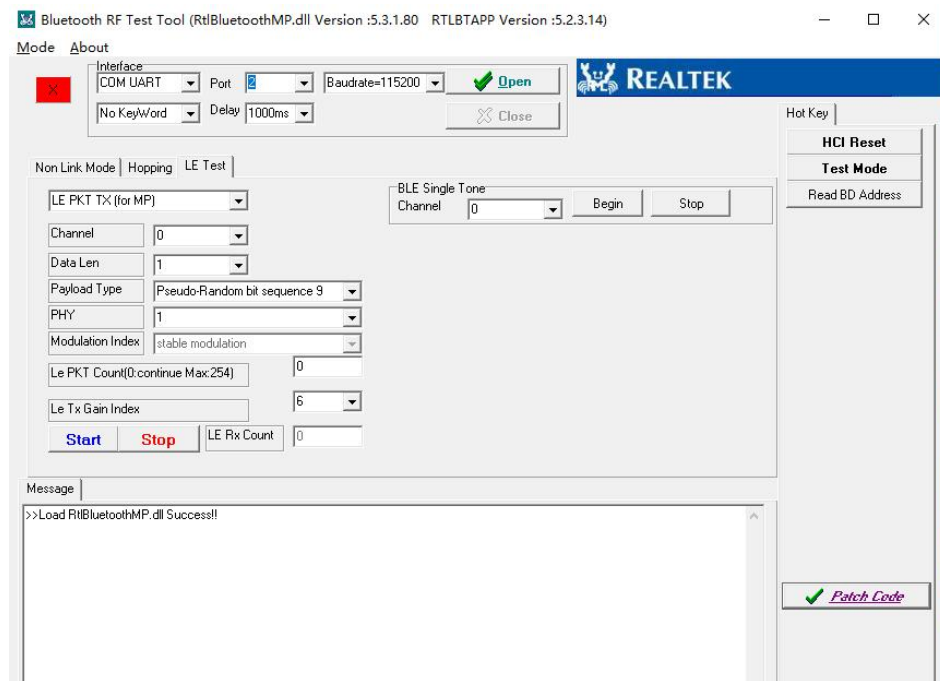 Bluetooth RF Test Tool (RtlBluetoothMP.dll Version :5.3.1.80 RTLBTAPP Version :5.2.3.14)
Mode About
Interface
X COM UART Port 2 Baudrate=115200 Open
REALTEK
No KeyWord Delay 1000ms Close
Hot Key
HCI Reset
Test Mode
Read BD Address
Non Link Mode Hopping LE Test
LE PKT TX (for MP)
BLE Single Tone
Channel 0 Begin Stop
Channel 0
Data Len 1
Payload Type Pseudo-Random bit sequence 9
PHY 1
Modulation Index stable modulation
Le PKT Count(0:continue Max:254) 0
Le Tx Gain Index 6
Start Stop LE Rx Count 0
Message
>>Load RtlBluetoothMP.dll Success!!
Patch Code